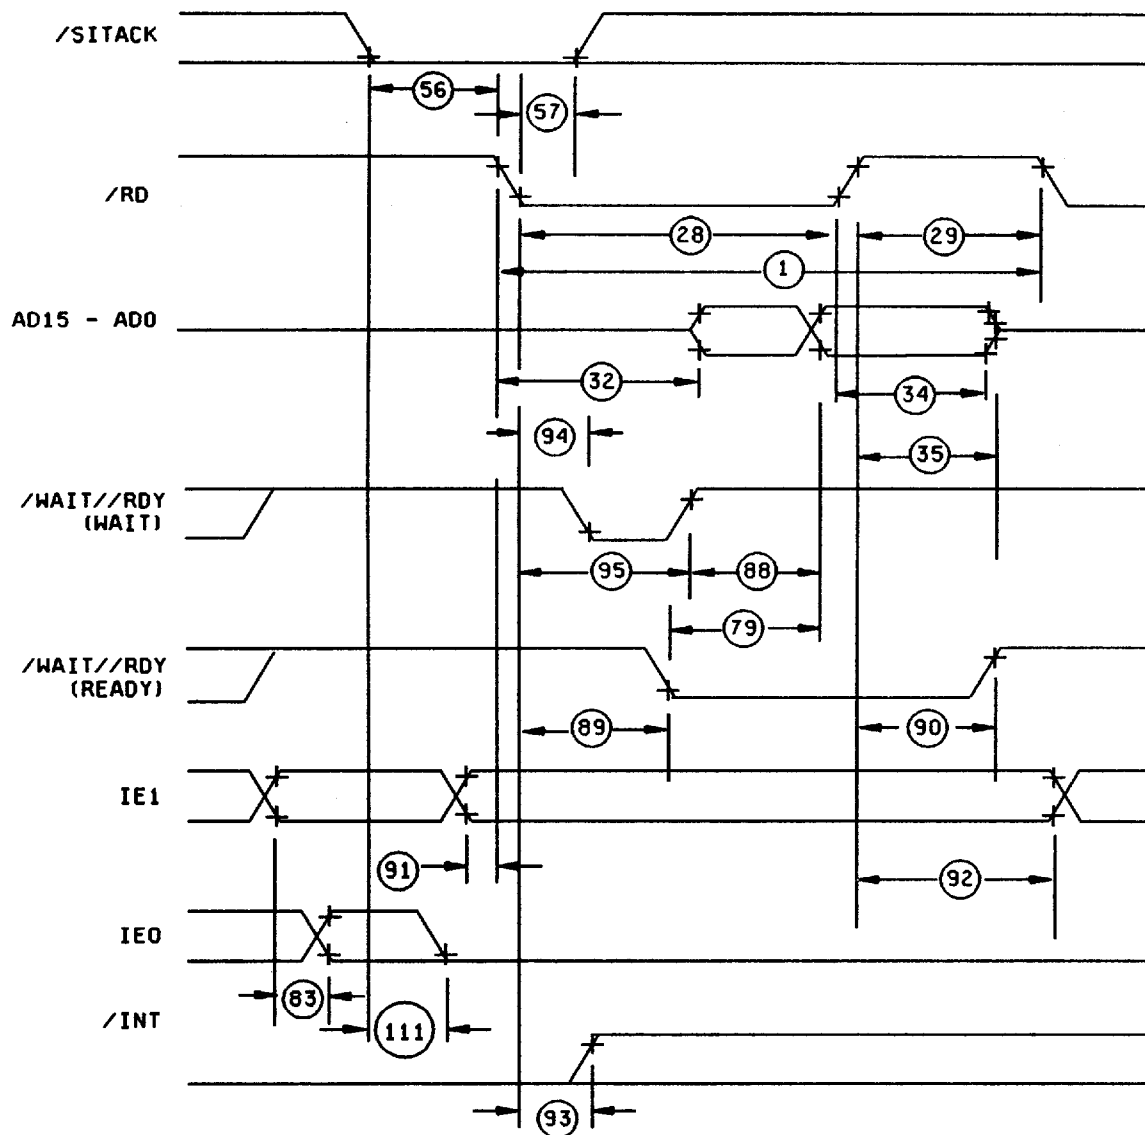 /SITACK
56
57
/RD
28
29
1
AD15 - AD0
32
34
94
35
/WAIT//RDY
(WAIT)
95
88
79
/WAIT//RDY
(READY)
89
90
IE1
91
92
IE0
83
/INT
111
93